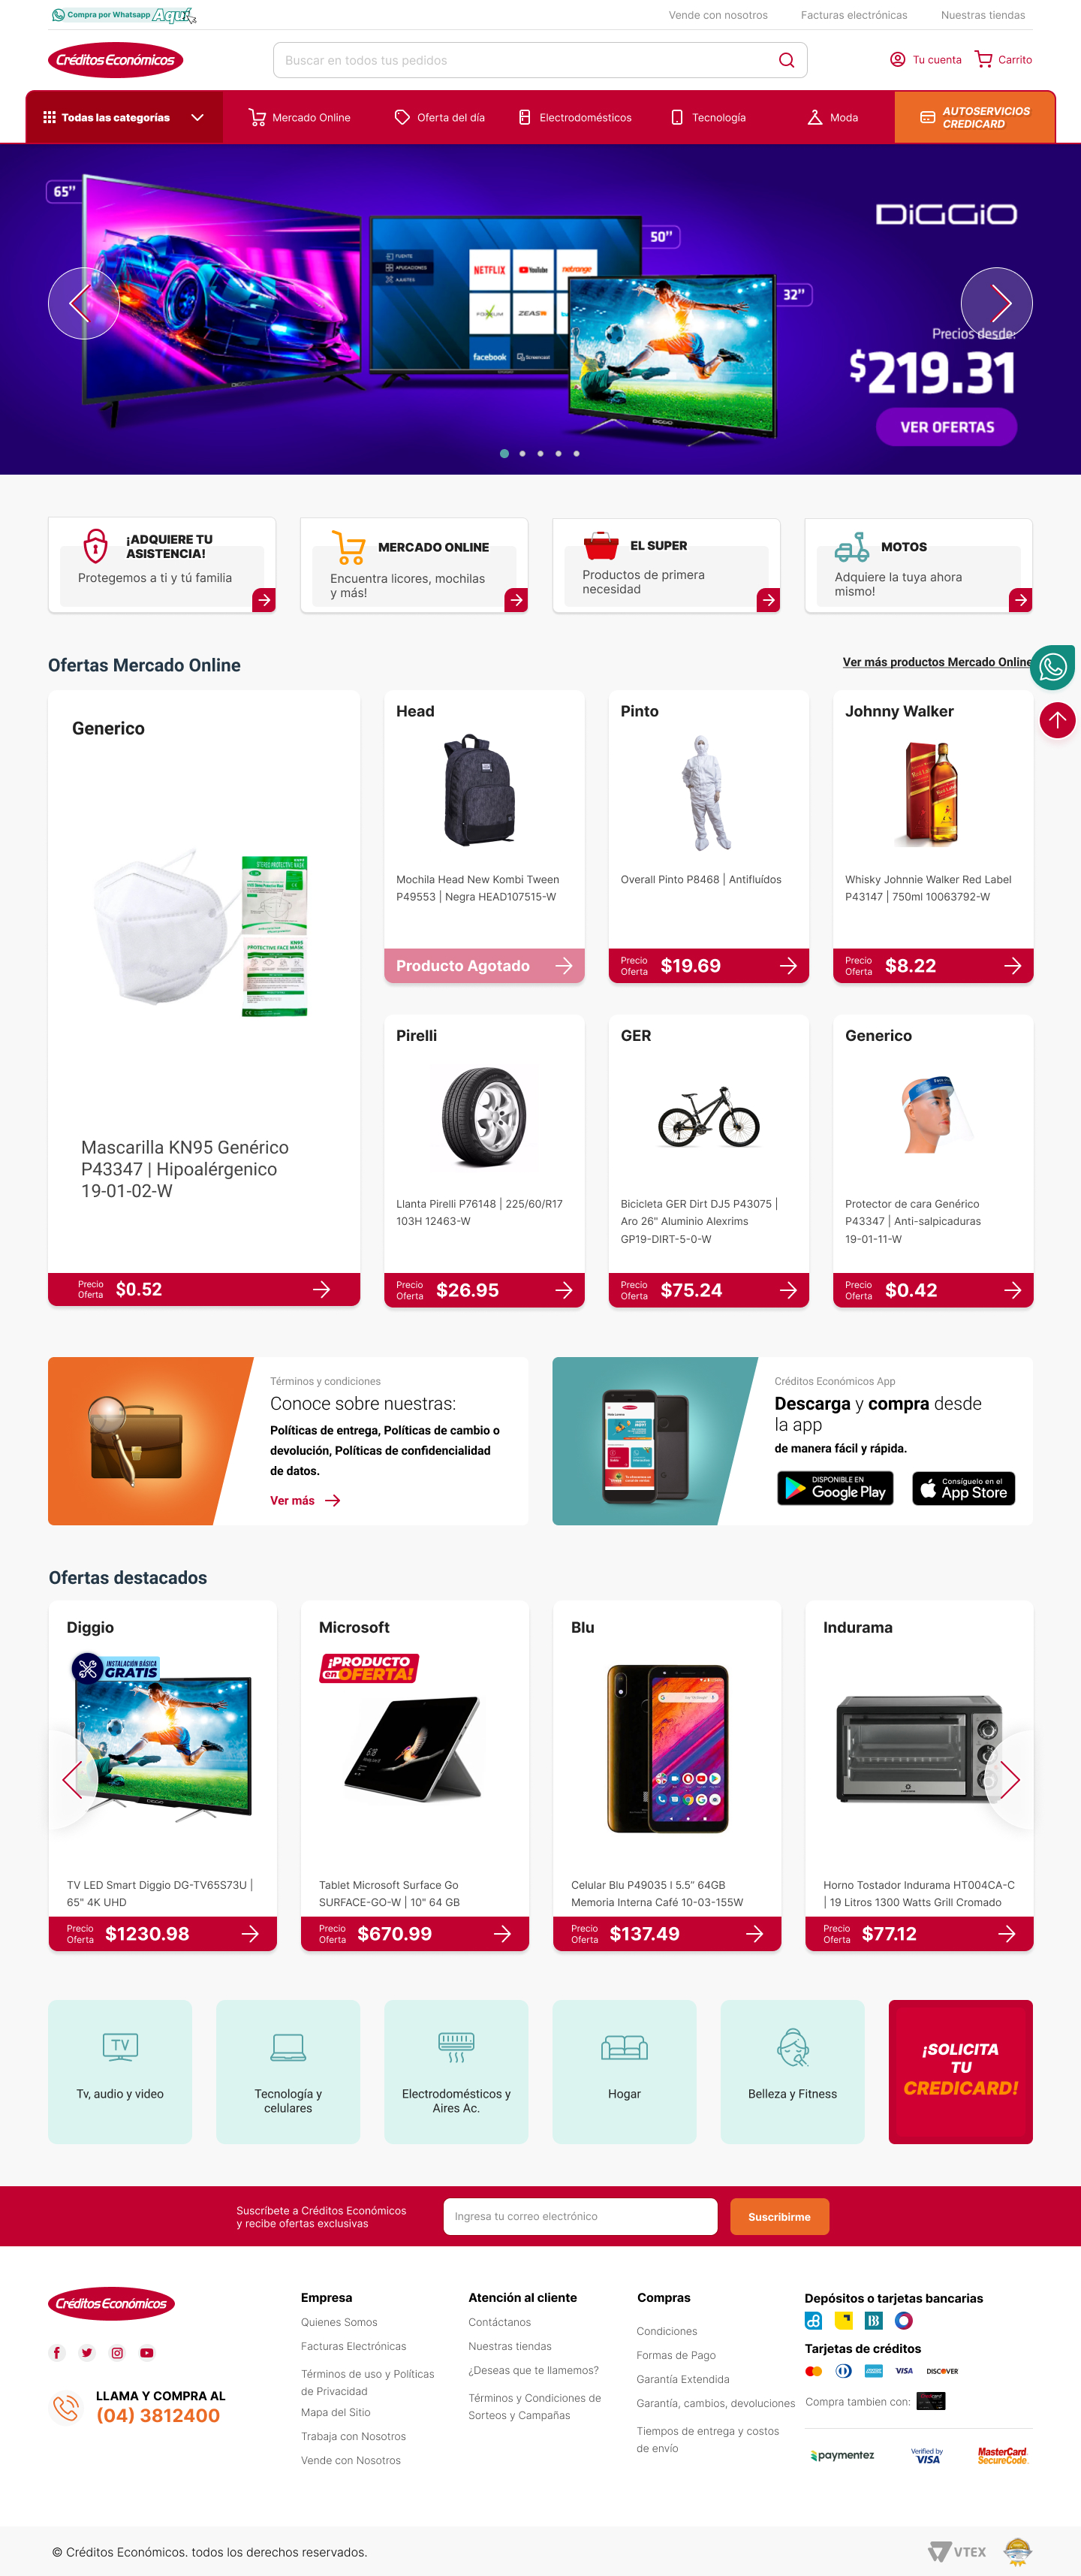 Compra por Whatsapp Aquí
Vende con nosotros
Facturas electrónicas
Nuestras tiendas
Créditos Económicos
Buscar en todos tus pedidos
Tu cuenta
Carrito
Todas las categorías
Mercado Online
Oferta del día
Electrodomésticos
Tecnología
Moda
AUTOSERVICIOS
CREDICARD
65”
50”
32”
DiGGiO
FUENTE
APLICACIONES
AJUSTES
NETFLIX
YouTube
netrange
ZEASN
facebook
Screencast
DIGGIO
DIGGIO
Precios desde:
$219.31
VER OFERTAS
¡ADQUIERE TU
ASISTENCIA!
Protegemos a ti y tú familia
MERCADO ONLINE
Encuentra licores, mochilas
y más!
EL SUPER
Productos de primera
necesidad
MOTOS
Adquiere la tuya ahora
mismo!
Ofertas Mercado Online
Ver más productos Mercado Online
Generico
KN95
PROTECTIVE FACE MASK
Mascarilla KN95 Genérico
P43347 | Hipoalérgenico
19-01-02-W
Precio
Oferta
$0.52
Head
Mochila Head New Kombi Tween
P49553 | Negra HEAD107515-W
Producto Agotado
Pinto
Overall Pinto P8468 | Antifluídos
Precio
Oferta
$19.69
Johnny Walker
Red Label
Whisky Johnnie Walker Red Label
P43147 | 750ml 10063792-W
Precio
Oferta
$8.22
Pirelli
Llanta Pirelli P76148 | 225/60/R17
103H 12463-W
Precio
Oferta
$26.95
GER
Bicicleta GER Dirt DJ5 P43075 |
Aro 26" Aluminio Alexrims
GP19-DIRT-5-0-W
Precio
Oferta
$75.24
Generico
Protector de cara Genérico
P43347 | Anti-salpicaduras
19-01-11-W
Precio
Oferta
$0.42
Términos y condiciones
Conoce sobre nuestras:
Políticas de entrega, Políticas de cambio o
devolución, Políticas de confidencialidad
de datos.
Ver más
Créditos Económicos App
Descarga y compra desde
la app
de manera fácil y rápida.
DISPONIBLE EN
Google Play
Consíguelo en el
App Store
Ofertas destacados
Diggio
INSTALACIÓN BÁSICA
GRATIS
DIGGIO
TV LED Smart Diggio DG-TV65S73U |
65" 4K UHD
Precio
Oferta
$1230.98
Microsoft
¡PRODUCTO
en OFERTA!
Tablet Microsoft Surface Go
SURFACE-GO-W | 10" 64 GB
Precio
Oferta
$670.99
Blu
Celular Blu P49035 I 5.5” 64GB
Memoria Interna Café 10-03-155W
Precio
Oferta
$137.49
Indurama
Horno Tostador Indurama HT004CA-C
| 19 Litros 1300 Watts Grill Cromado
Precio
Oferta
$77.12
TV
Tv, audio y video
Tecnología y
celulares
Electrodomésticos y
Aires Ac.
Hogar
Belleza y Fitness
¡SOLICITA
TU
CREDICARD!
Suscríbete a Créditos Económicos
y recibe ofertas exclusivas
Ingresa tu correo electrónico
Suscribirme
Créditos Económicos
LLAMA Y COMPRA AL
(04) 3812400
Empresa
Quienes Somos
Facturas Electrónicas
Términos de uso y Políticas
de Privacidad
Mapa del Sitio
Trabaja con Nosotros
Vende con Nosotros
Atención al cliente
Contáctanos
Nuestras tiendas
¿Deseas que te llamemos?
Términos y Condiciones de
Sorteos y Campañas
Compras
Condiciones
Formas de Pago
Garantía Extendida
Garantía, cambios, devoluciones
Tiempos de entrega y costos
de envío
Depósitos o tarjetas bancarias
Tarjetas de créditos
VISA
DISCOVER
Compra tambien con:
paymentez
Verified by
VISA
MasterCard.
SecureCode.
© Créditos Económicos. todos los derechos reservados.
VTEX